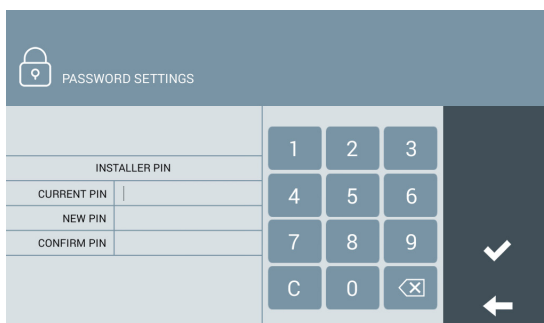 PASSWORD SETTINGS
INSTALLER PIN
CURRENT PIN
NEW PIN
CONFIRM PIN
1 2 3
4 5 6
7 8 9
C 0